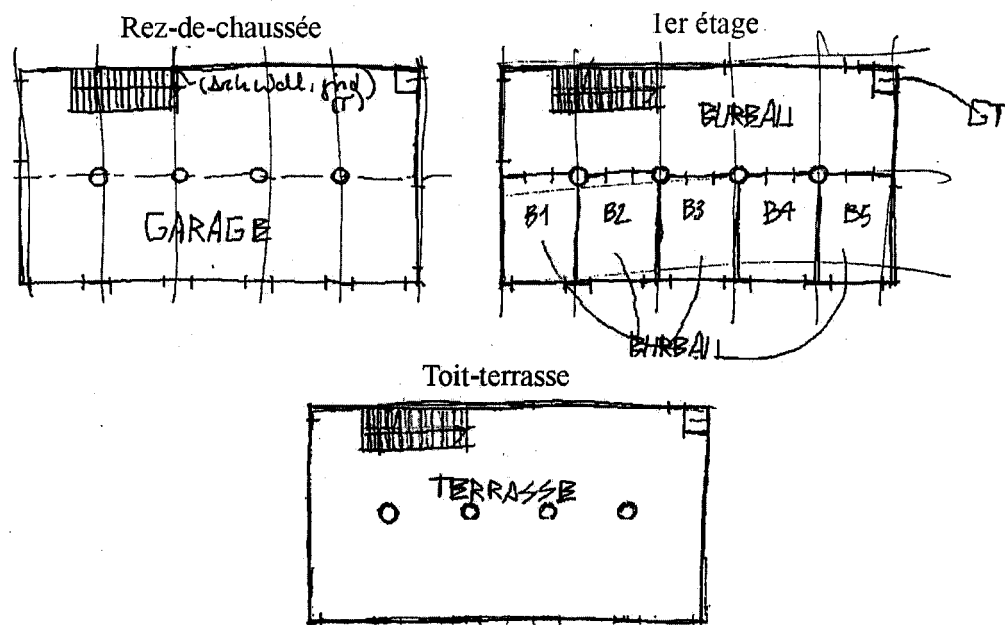 Rez-de-chaussée
GARAGE
1er étage
BUREAU
GT
B1 B2 B3 B4 B5
BUREAU
Toit-terrasse
TERRASSE